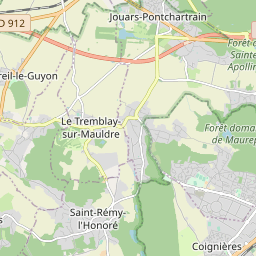 Jouars-Pontchartrain
D 912
Forêt d
Sainte
Apollin
reil-le-Guyon
Le Tremblay-
sur-Mauldre
Forêt doma
de Maurep
Saint-Rémy-
l'Honoré
Coignières